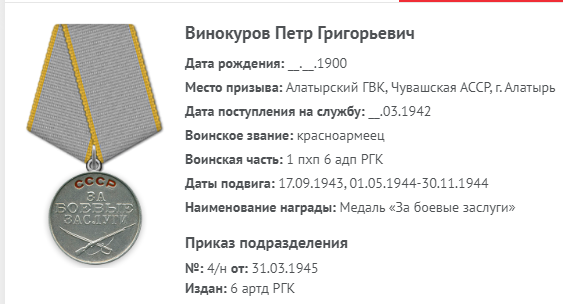 Винокуров Петр Григорьевич
Дата рождения: __.__.1900
Место призыва: Алатырский ГВК, Чувашская АССР, г. Алатырь
Дата поступления на службу: __.03.1942
Воинское звание: красноармеец
Воинская часть: 1 пхп 6 адп РГК
Даты подвига: 17.09.1943, 01.05.1944-30.11.1944
Наименование награды: Медаль «За боевые заслуги»
Приказ подразделения
№: 4/н от: 31.03.1945
Издан: 6 артд РГК
СССР
ЗА
БОЕВЫЕ
ЗАСЛУГИ